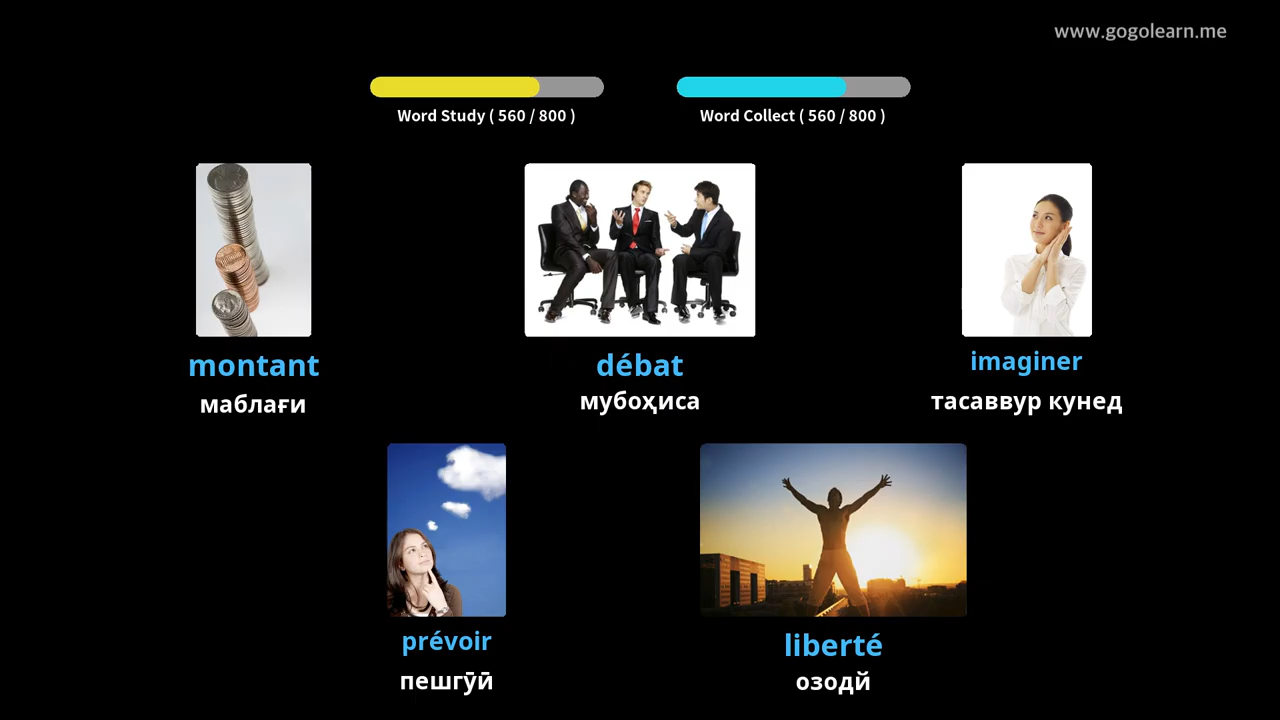 www.gogolearn.me
Word Study ( 560 / 800 )
Word Collect ( 560 / 800 )
montant
маблағи
débat
мубоҳиса
imaginer
тасаввур кунед
prévoir
пешгӯӣ
liberté
озодй